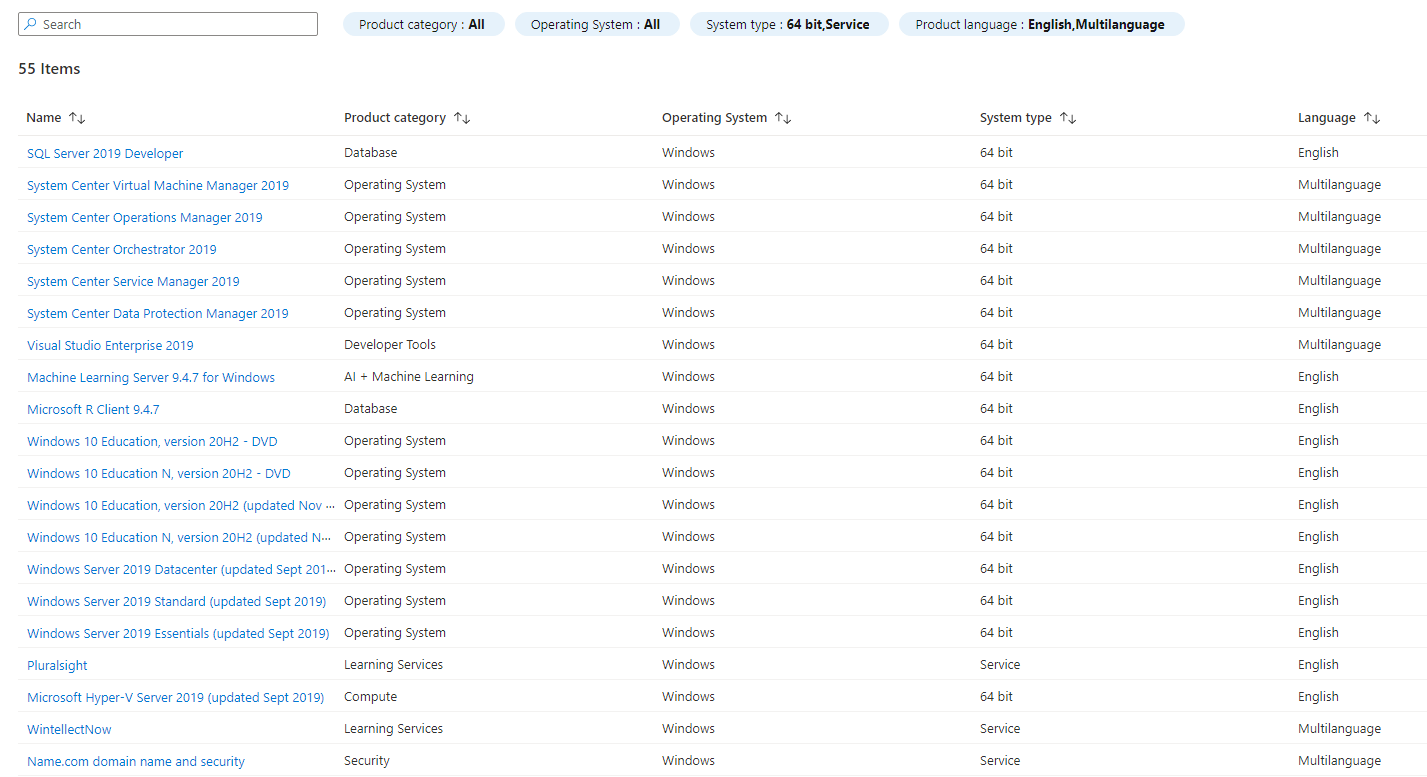 Search Product category : All Operating System : All System type : 64 bit,Service Product language : English,Multilanguage
55 Items
Name Product category Operating System System type Language
SQL Server 2019 Developer Database Windows 64 bit English
System Center Virtual Machine Manager 2019 Operating System Windows 64 bit Multilanguage
System Center Operations Manager 2019 Operating System Windows 64 bit Multilanguage
System Center Orchestrator 2019 Operating System Windows 64 bit Multilanguage
System Center Service Manager 2019 Operating System Windows 64 bit Multilanguage
System Center Data Protection Manager 2019 Operating System Windows 64 bit Multilanguage
Visual Studio Enterprise 2019 Developer Tools Windows 64 bit Multilanguage
Machine Learning Server 9.4.7 for Windows AI + Machine Learning Windows 64 bit English
Microsoft R Client 9.4.7 Database Windows 64 bit English
Windows 10 Education, version 20H2 - DVD Operating System Windows 64 bit English
Windows 10 Education N, version 20H2 - DVD Operating System Windows 64 bit English
Windows 10 Education, version 20H2 (updated Nov ... Operating System Windows 64 bit English
Windows 10 Education N, version 20H2 (updated N... Operating System Windows 64 bit English
Windows Server 2019 Datacenter (updated Sept 201... Operating System Windows 64 bit English
Windows Server 2019 Standard (updated Sept 2019) Operating System Windows 64 bit English
Windows Server 2019 Essentials (updated Sept 2019) Operating System Windows 64 bit English
Pluralsight Learning Services Windows Service English
Microsoft Hyper-V Server 2019 (updated Sept 2019) Compute Windows 64 bit English
WintellectNow Learning Services Windows Service Multilanguage
Name.com domain name and security Security Windows Service Multilanguage